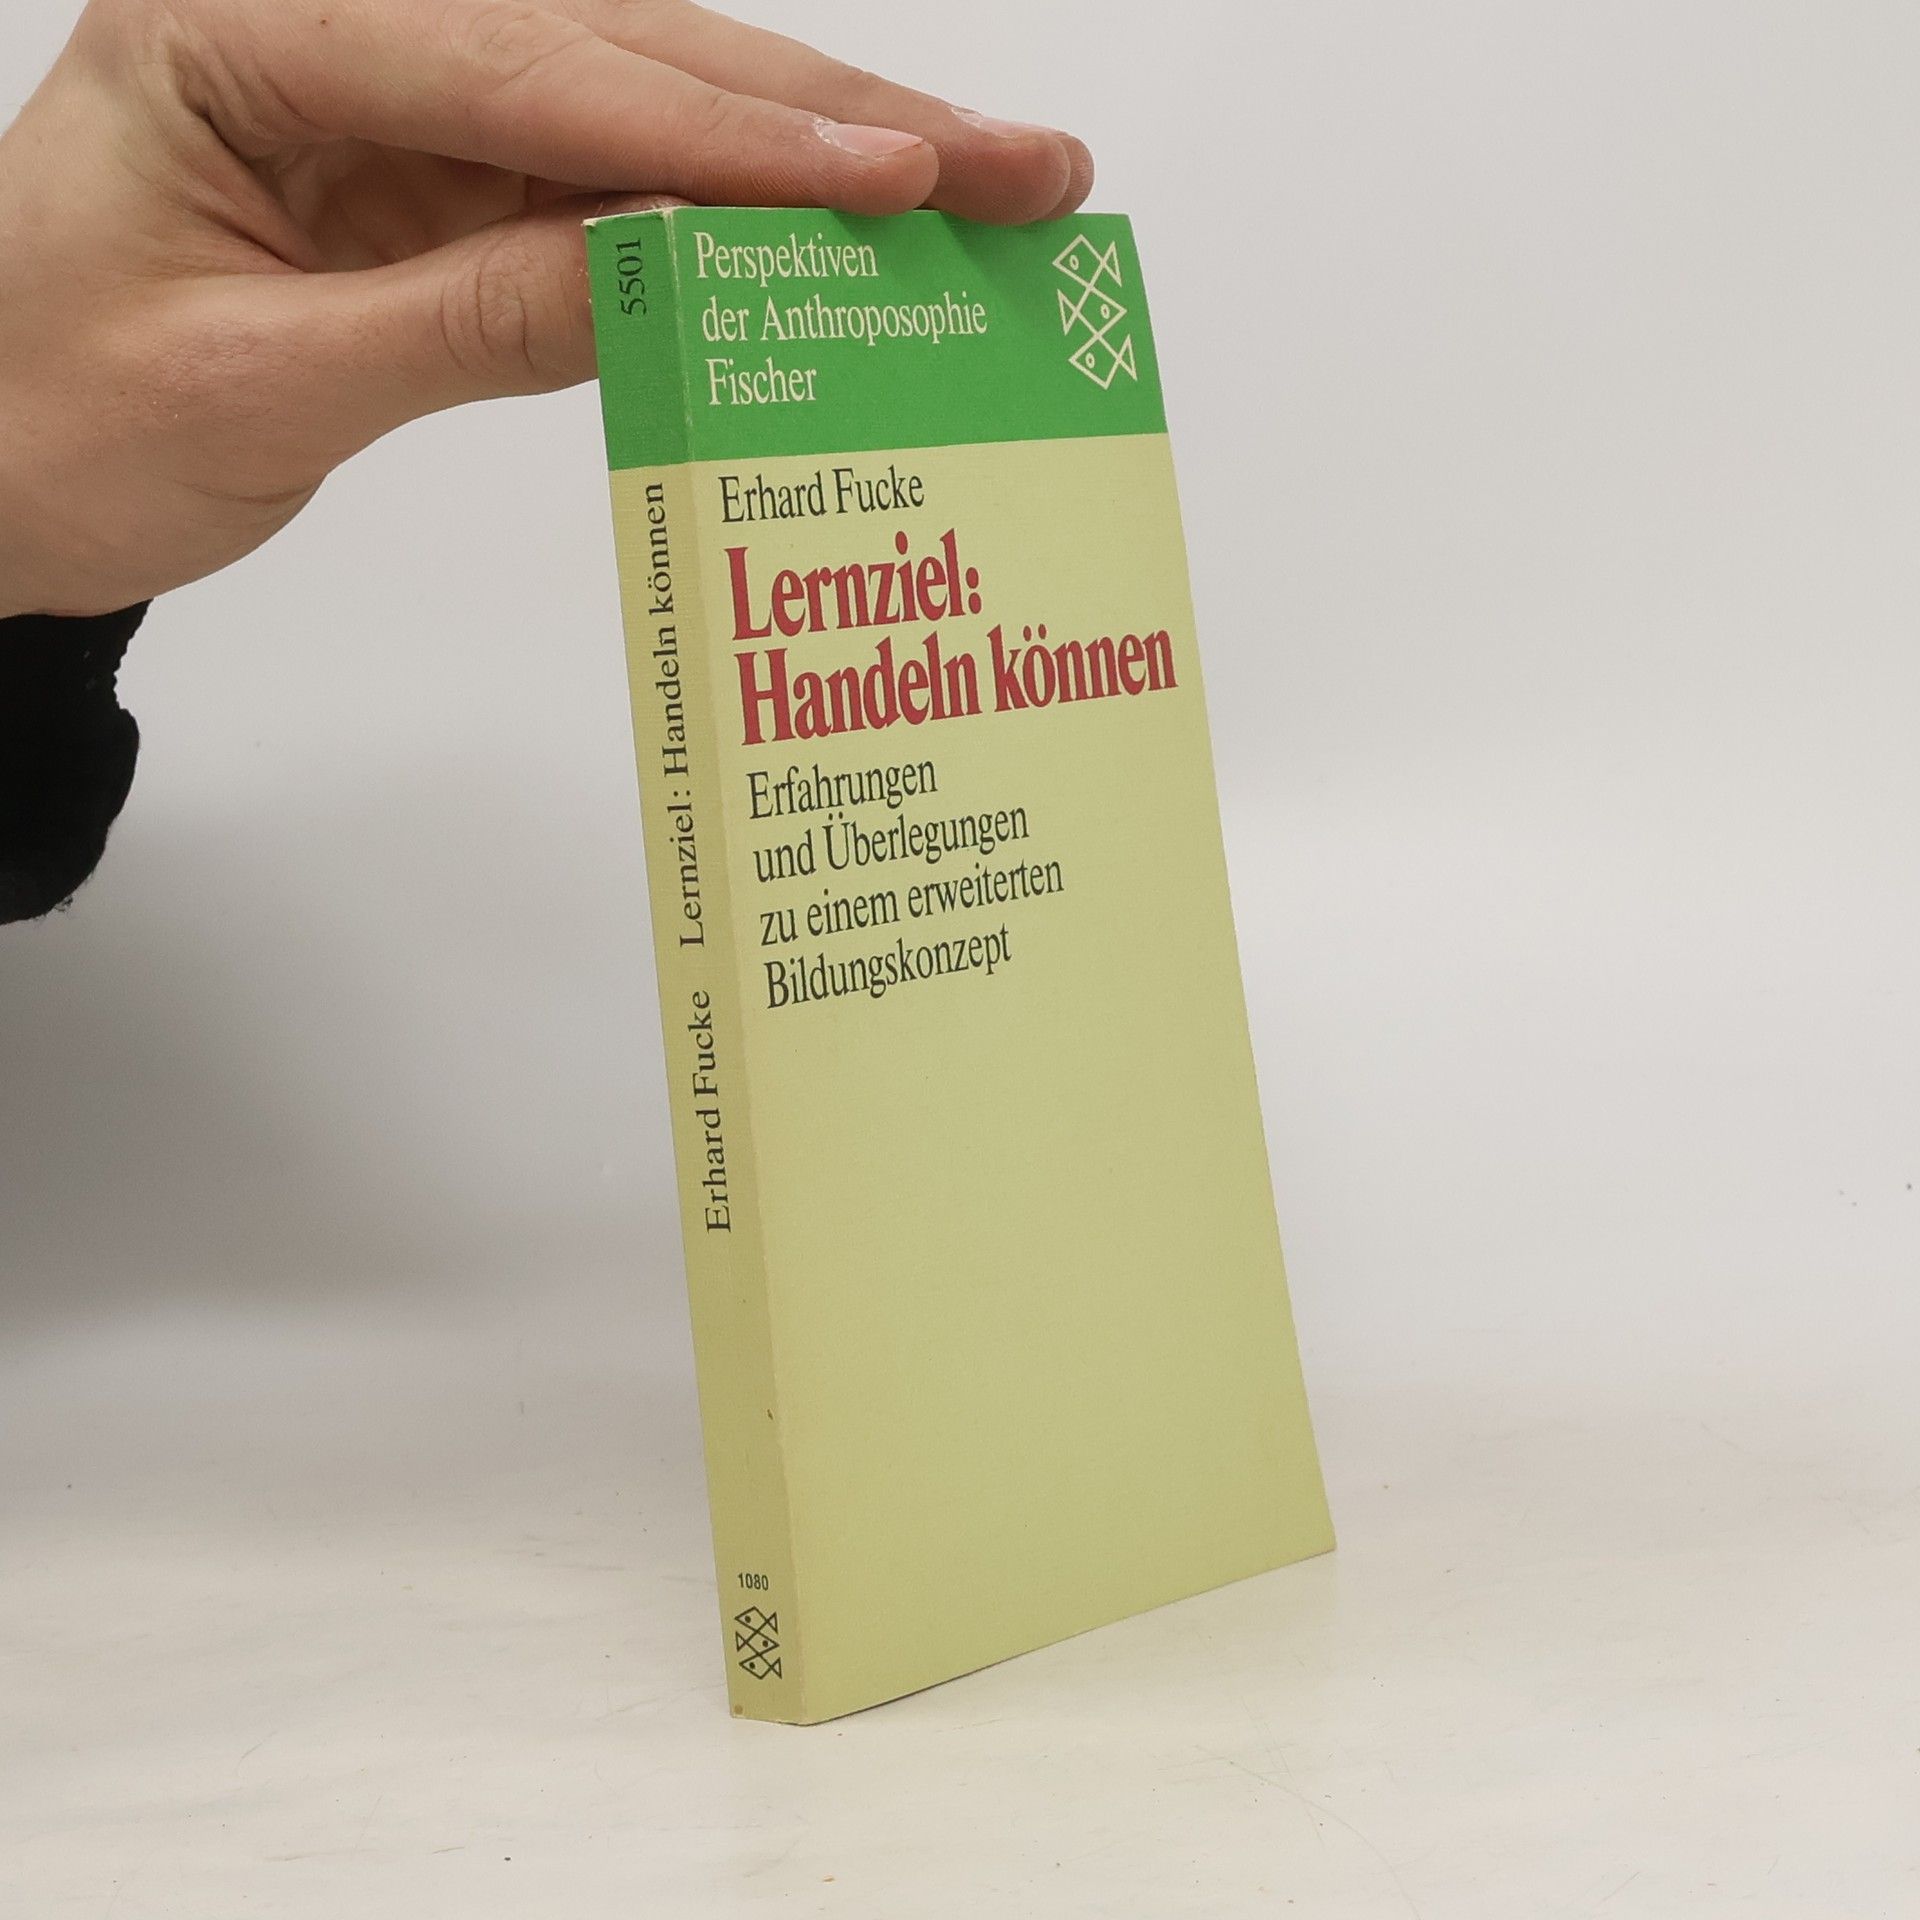 5501
Perspektiven
der Anthroposophie
Fischer
Erhard Fucke
Lernziel:
Handeln können
Erfahrungen
und Überlegungen
zu einem erweiterten
Bildungskonzept
Erhard Fucke Lernziel: Handeln können
1080